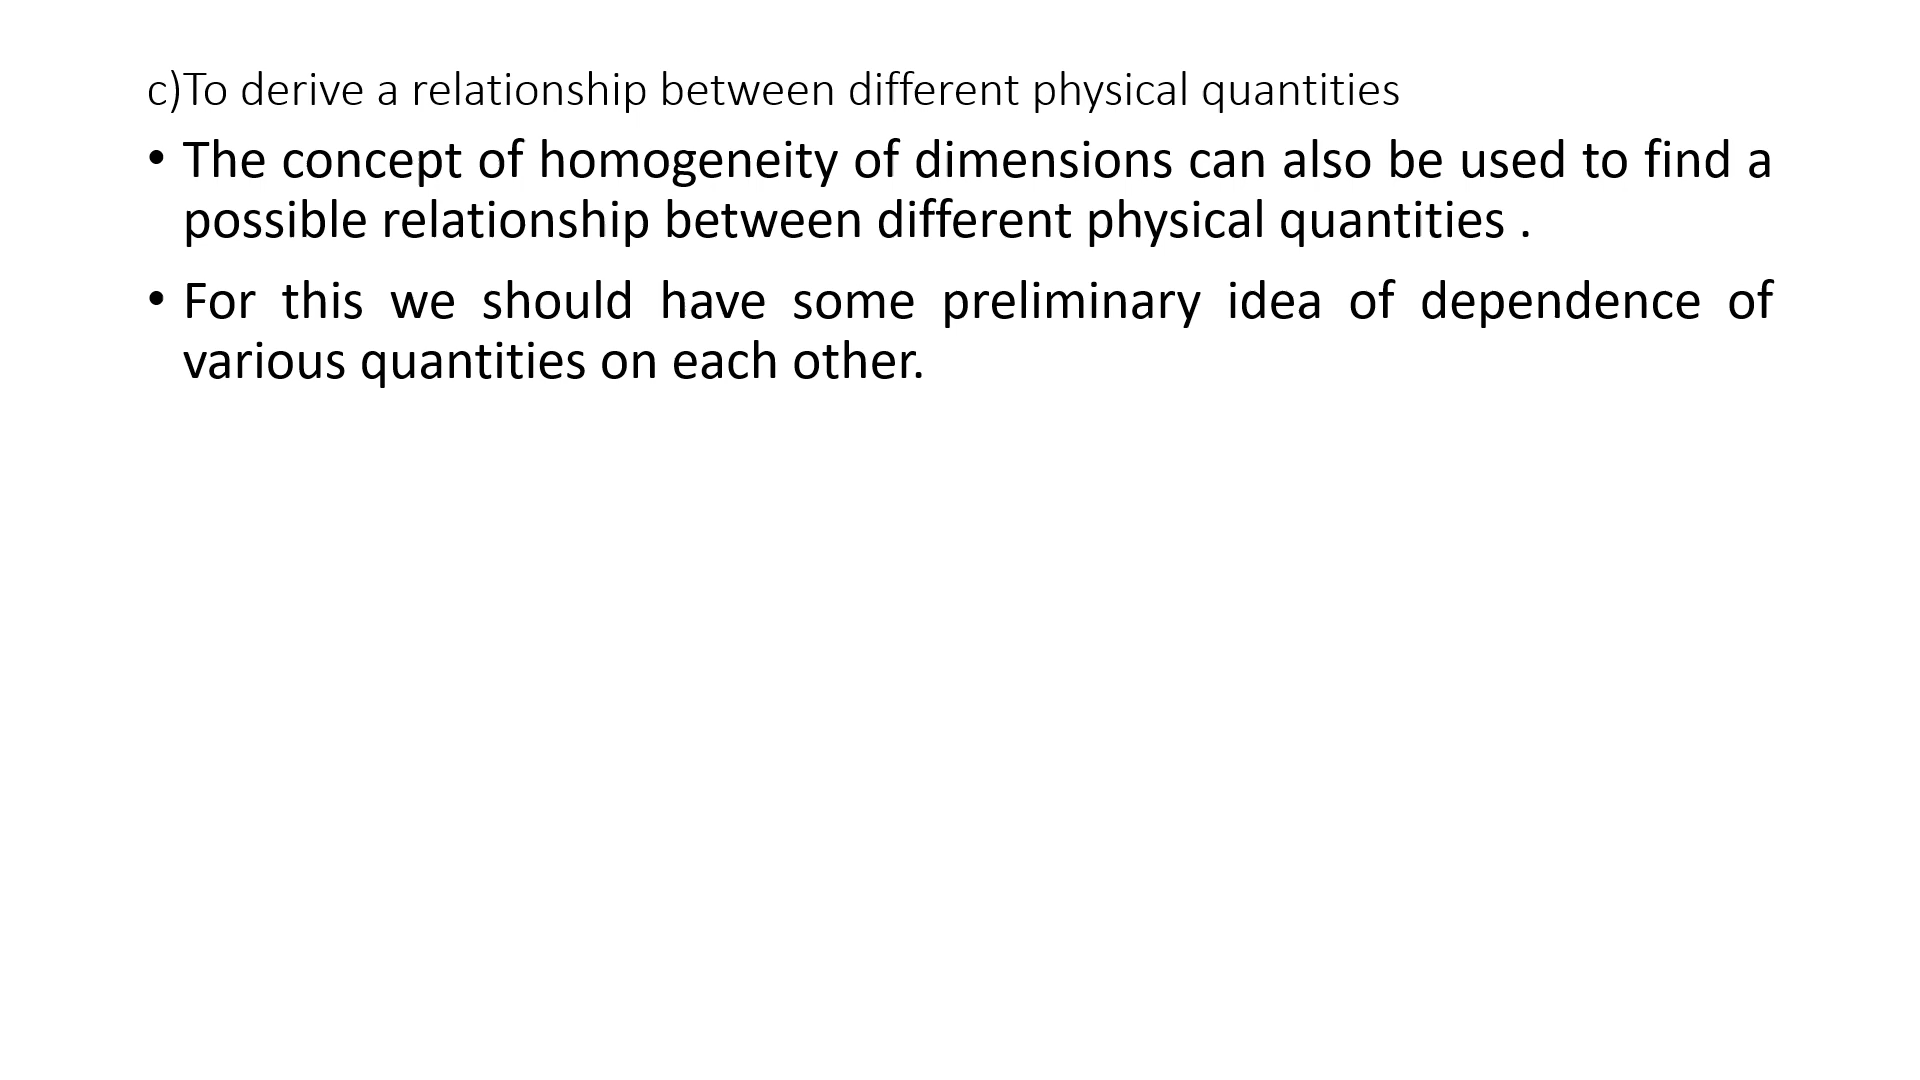 c)To derive a relationship between different physical quantities
• The concept of homogeneity of dimensions can also be used to find a
possible relationship between different physical quantities .
• For this we should have some preliminary idea of dependence of
various quantities on each other.